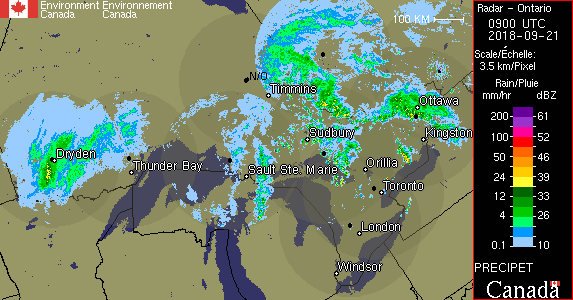 Environment Environnement
Canada Canada
100 KM
N/O
Timmins
Ottawa
Kingston
Sudbury
Dryden
Thunder Bay
Sault Ste. Marie
Orillia
Toronto
London
Windsor
Radar - Ontario
0900 UTC
2018-09-21
Scale/Échelle:
3.5 km/Pixel
Rain/Pluie
mm/hr dBZ
200 61
100 57
100 52
50 46
24 39
12 33
4 26
0.1 10
PRECIPET
Canada